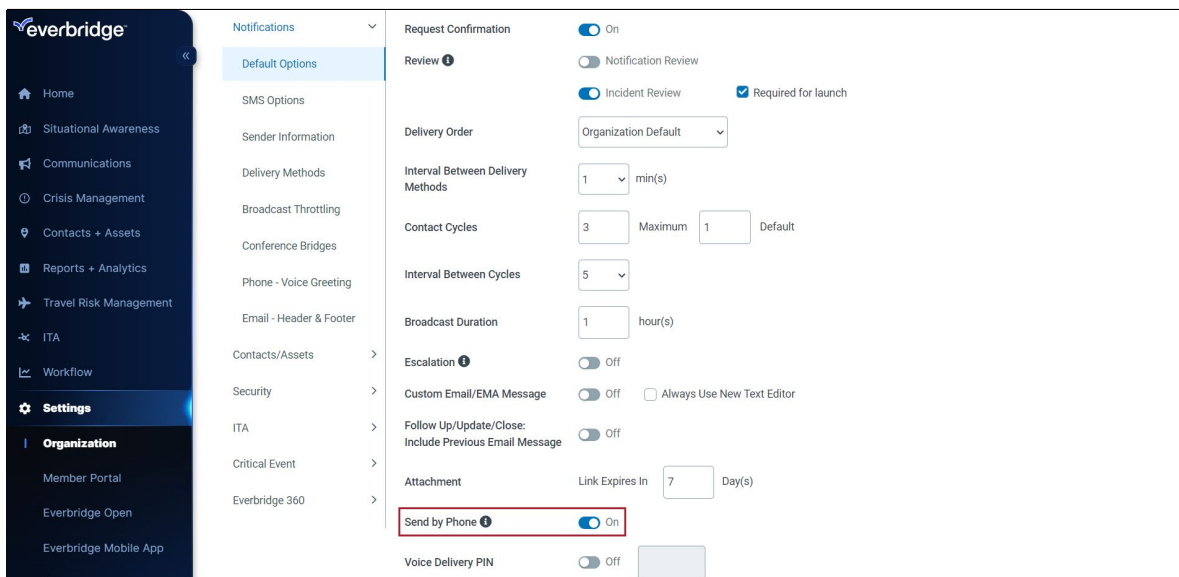 everbridge
«
Home
Situational Awareness
Communications
Crisis Management
Contacts + Assets
Reports + Analytics
Travel Risk Management
ITA
Workflow
Settings
Organization
Member Portal
Everbridge Open
Everbridge Mobile App
Notifications
Default Options
SMS Options
Sender Information
Delivery Methods
Broadcast Throttling
Conference Bridges
Phone - Voice Greeting
Email - Header & Footer
Contacts/Assets
Security
ITA
Critical Event
Everbridge 360
Request Confirmation On
Review Notification Review
Incident Review Required for launch
Delivery Order Organization Default
Interval Between Delivery
Methods 1 min(s)
Contact Cycles 3 Maximum 1 Default
Interval Between Cycles 5
Broadcast Duration 1 hour(s)
Escalation Off
Custom Email/EMA Message Off Always Use New Text Editor
Follow Up/Update/Close:
Include Previous Email Message Off
Attachment Link Expires In 7 Day(s)
Send by Phone On
Voice Delivery PIN Off